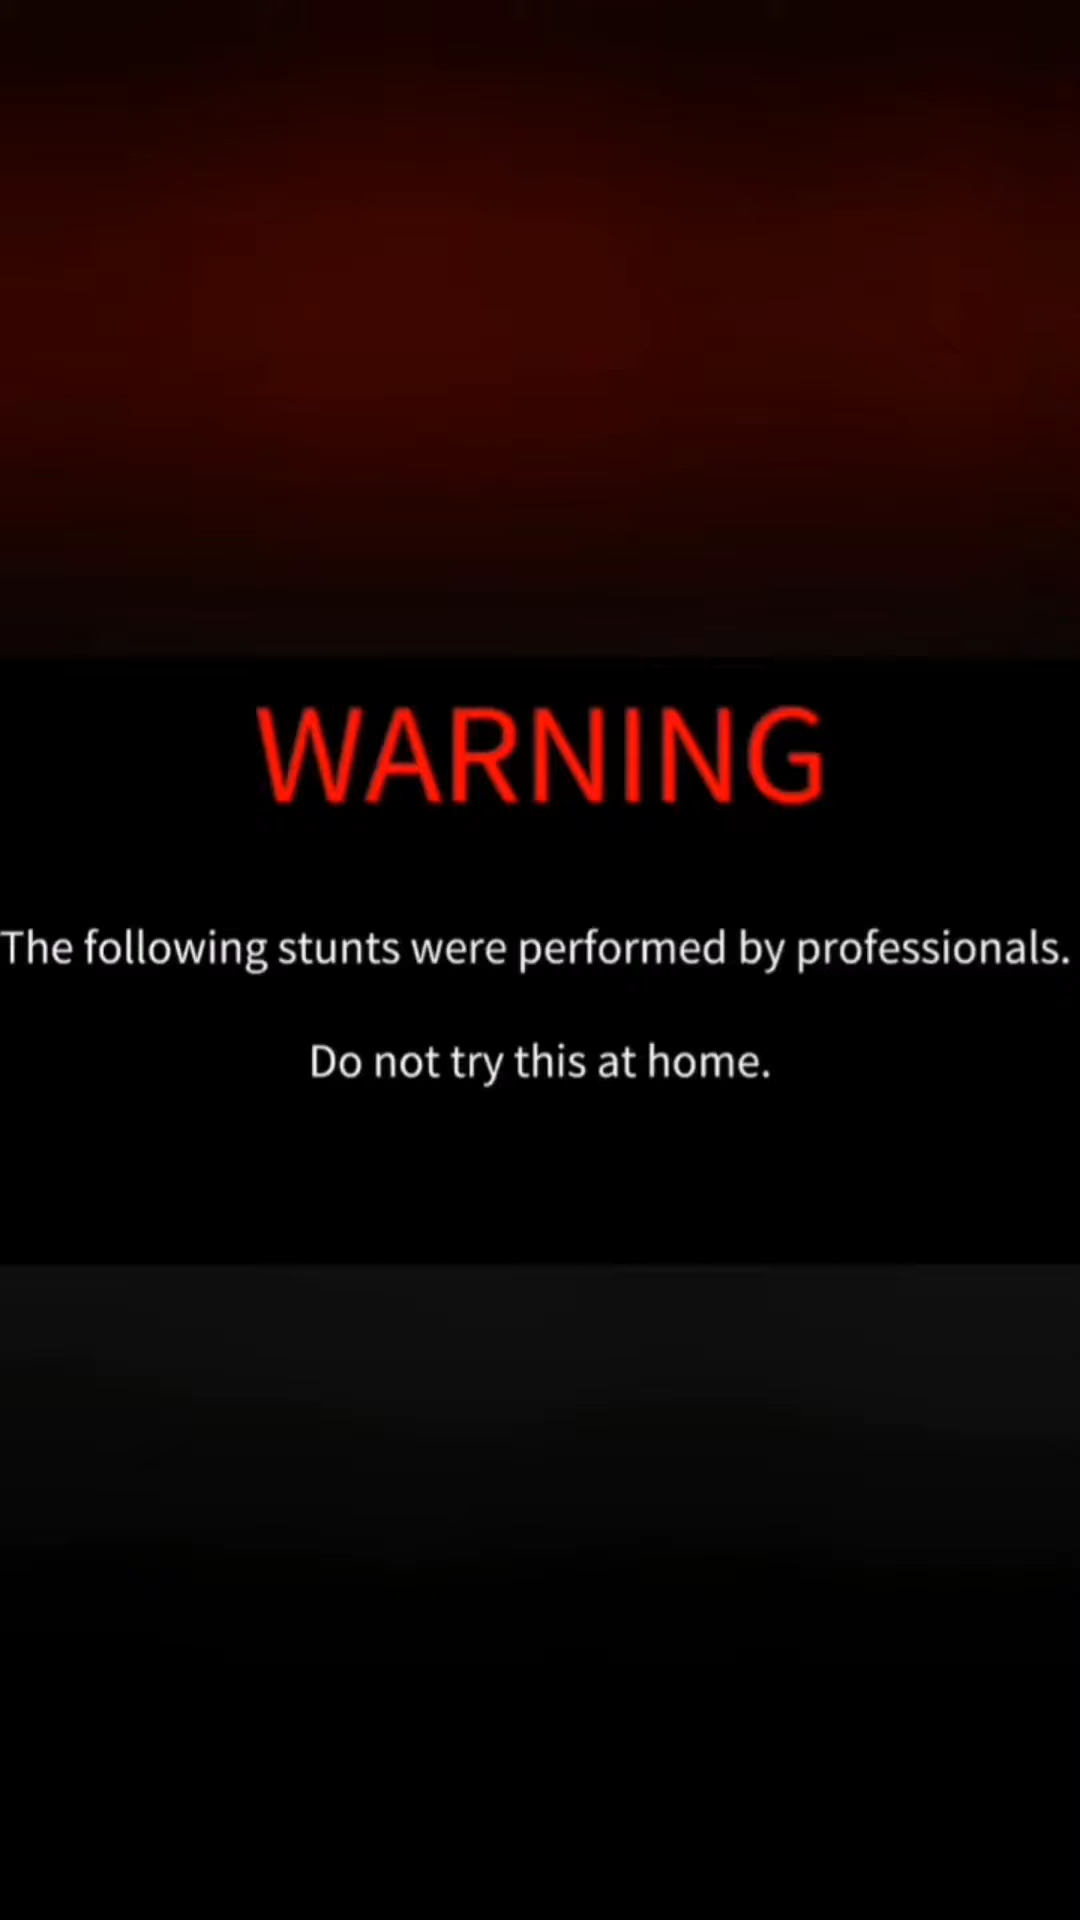 WARNING
The following stunts were performed by professionals.
Do not try this at home.